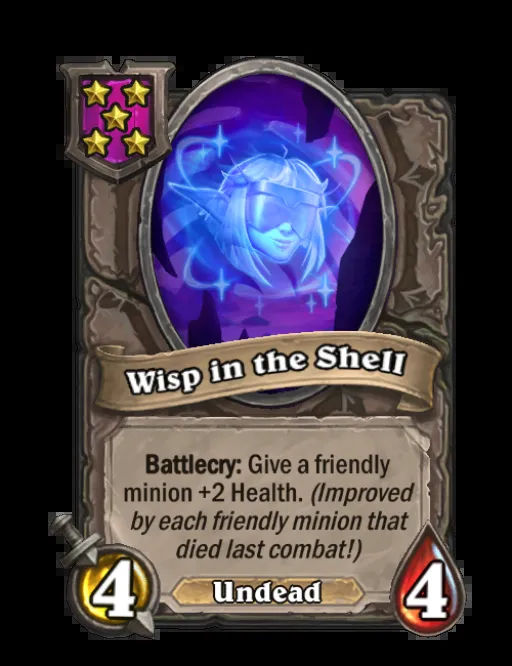 Wisp in the Shell
Battlecry: Give a friendly
minion +2 Health. (Improved
by each friendly minion that
died last combat!)
4
Undead
4